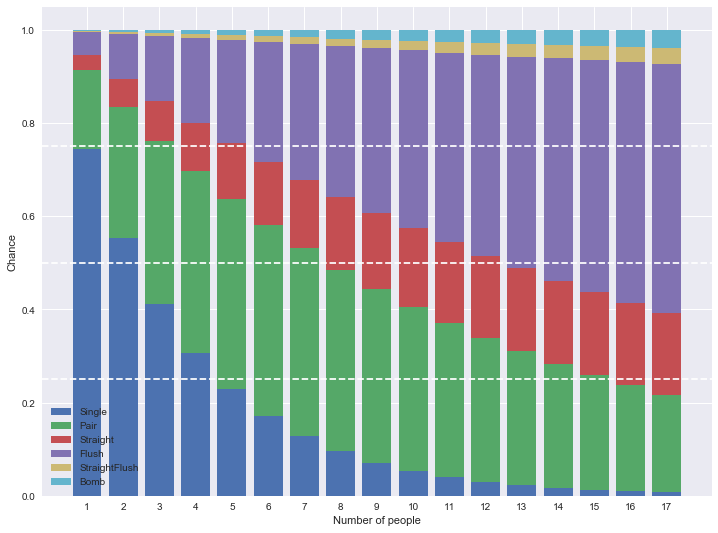 1.0
0.8
0.6
0.4
0.2
0.0
Chance
Single
Pair
Straight
Flush
StraightFlush
Bomb
1 2 3 4 5 6 7 8 9 10 11 12 13 14 15 16 17
Number of people